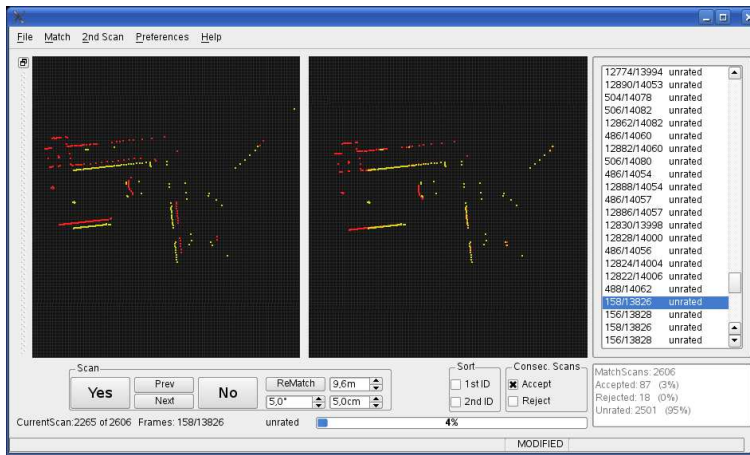 File Match 2nd Scan Preferences Help
12774/13994 unrated
12890/14053 unrated
504/14078 unrated
506/14082 unrated
12862/14082 unrated
486/14060 unrated
12882/14060 unrated
506/14080 unrated
486/14054 unrated
12888/14054 unrated
486/14057 unrated
12886/14057 unrated
12830/13998 unrated
12828/14000 unrated
486/14056 unrated
12824/14004 unrated
12822/14006 unrated
488/14062 unrated
158/13826 unrated
156/13828 unrated
158/13826 unrated
156/13828 unrated
Scan
Yes
Prev
Next
No
ReMatch 9,6m
5,0° 5,0cm
Sort
1st ID
2nd ID
Consec. Scans
Accept
Reject
MatchScans: 2606
Accepted: 87 (3%)
Rejected: 18 (0%)
Unrated: 2501 (95%)
CurrentScan:2265 of 2606 Frames: 158/13826 unrated 4%
MODIFIED